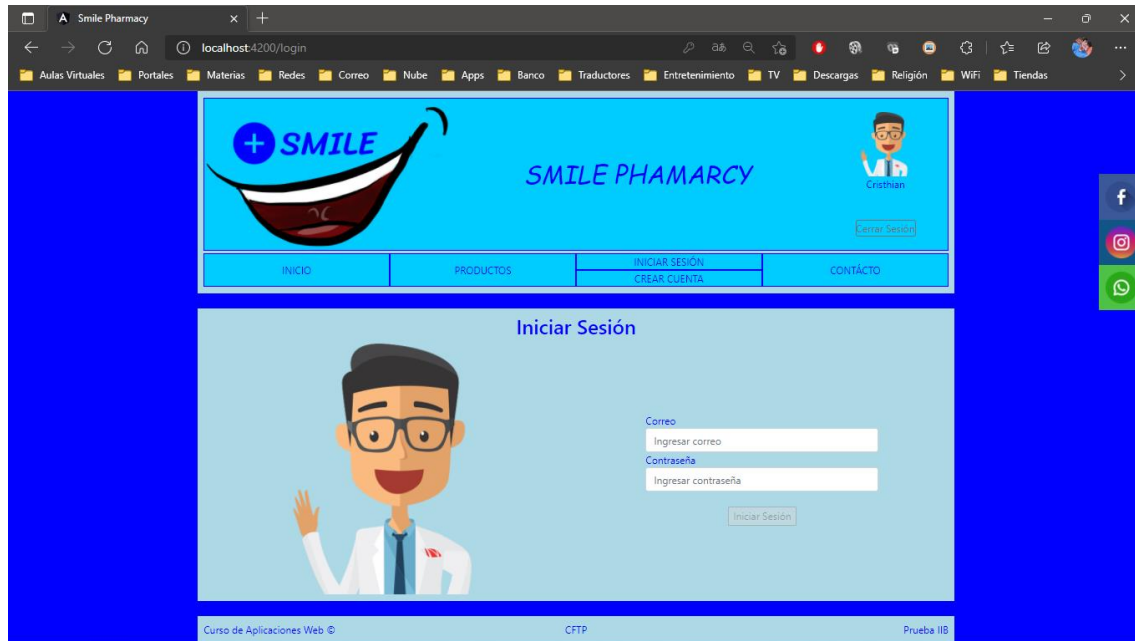 Smile Pharmacy
localhost:4200/login
Aulas Virtuales Portales Materias Redes Correo Nube Apps Banco Traductores Entretenimiento TV Descargas Religión WiFi Tiendas
SMILE
SMILE PHAMARCY
Cristhian
Cerrar Sesión
INICIO PRODUCTOS INICIAR SESIÓN CONTÁCTO
CREAR CUENTA
Iniciar Sesión
Correo
Ingresar correo
Contraseña
Ingresar contraseña
Iniciar Sesión
Curso de Aplicaciones Web © CFTP Prueba IIB